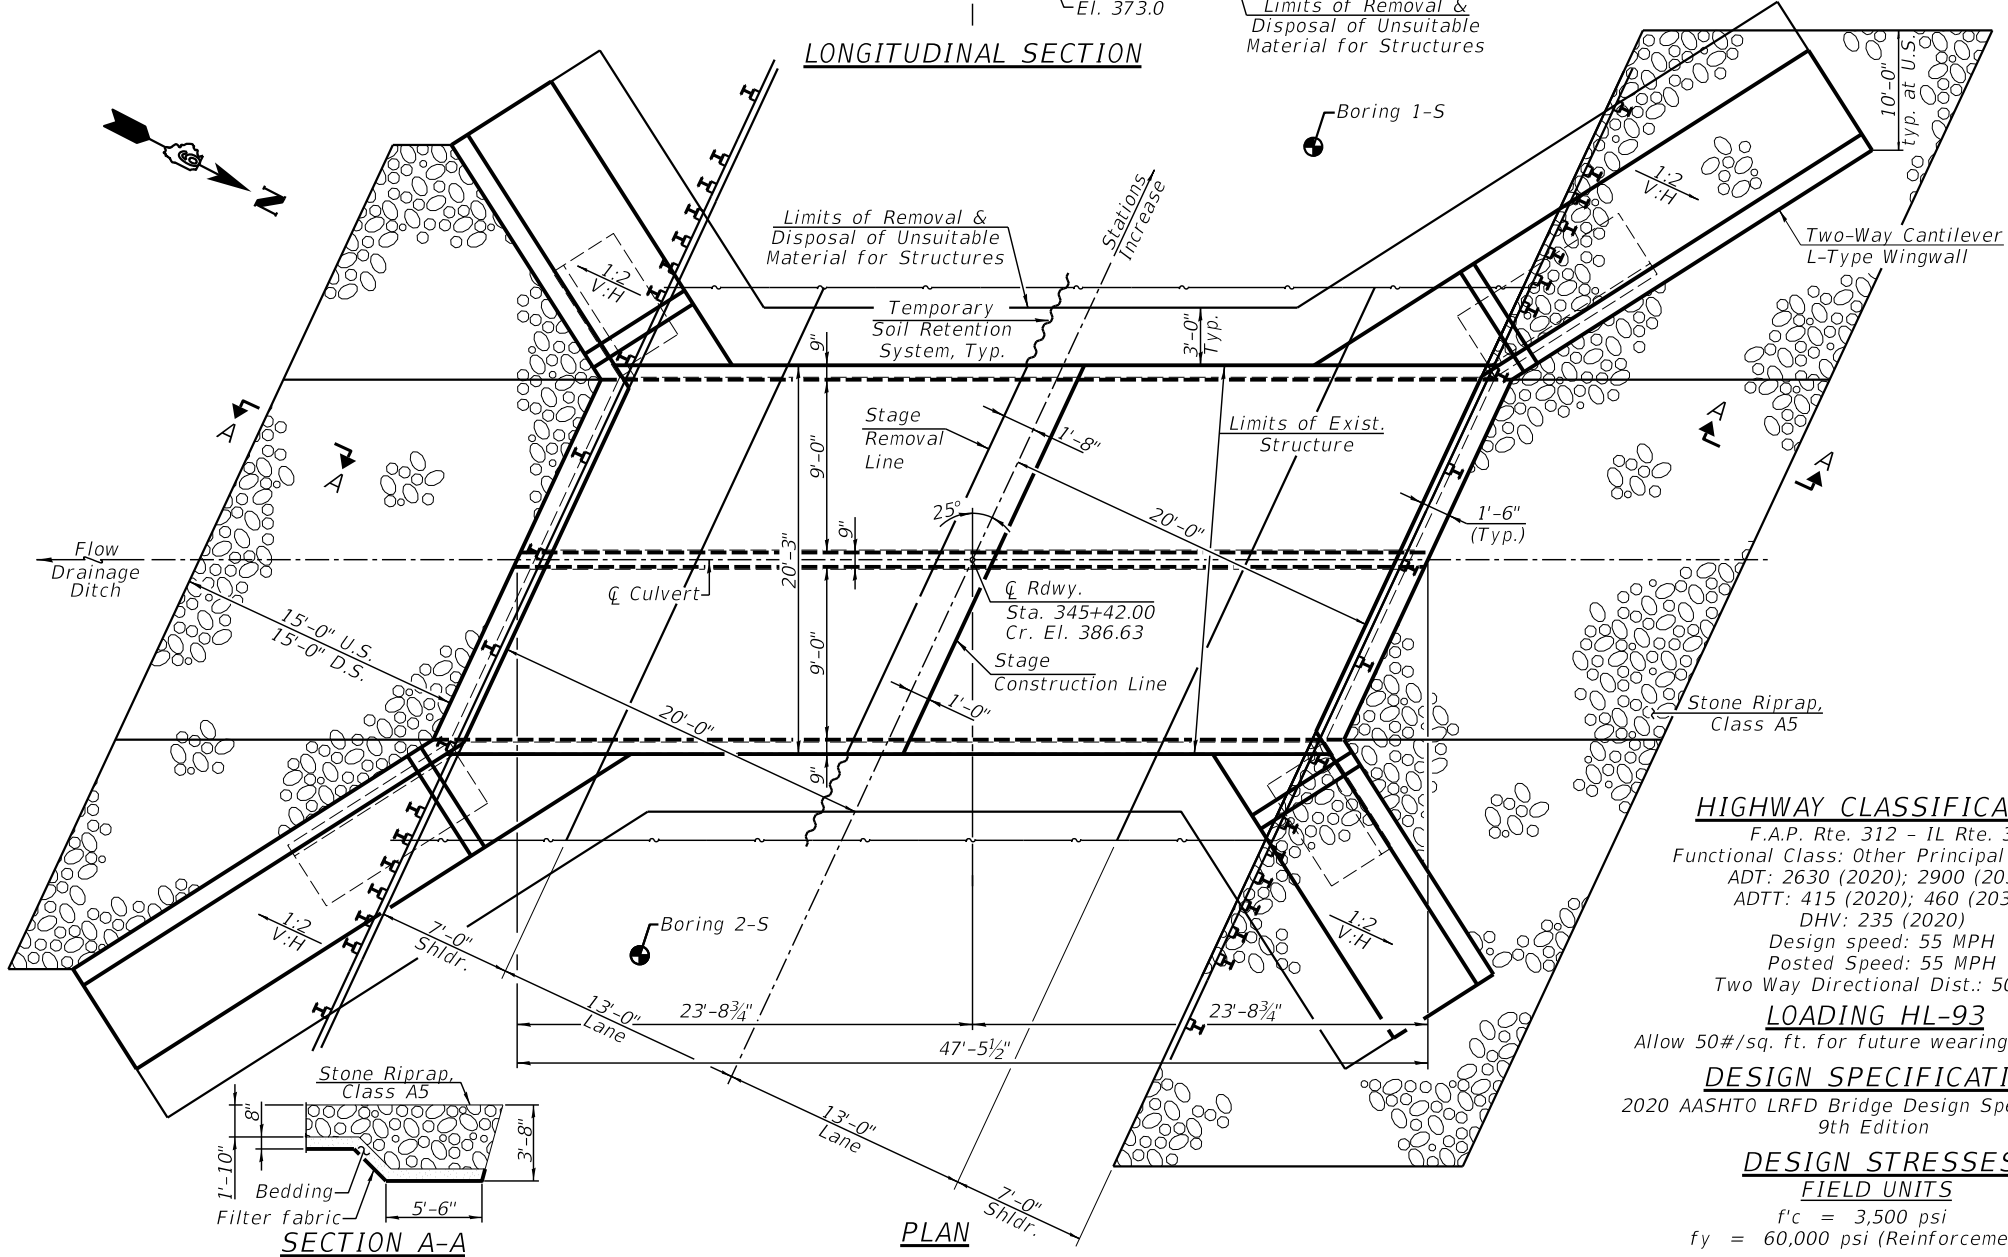 El. 373.0
Limits of Removal &
Disposal of Unsuitable
Material for Structures
LONGITUDINAL SECTION
N
Boring 1-S
10'-0"
typ. at U.S.
1:2
V:H
Two-Way Cantilever
L-Type Wingwall
Stations
Increase
Limits of Removal &
Disposal of Unsuitable
Material for Structures
1:2
V:H
Temporary
Soil Retention
System, Typ.
9"
3'-0"
Typ.
A
A
Stage
Removal
Line
9'-0"
1'-8"
Limits of Exist.
Structure
A
A
25°
9"
20'-0"
1'-6"
(Typ.)
20'-3"
Flow
Drainage
Ditch
℄ Culvert
℄ Rdwy.
Sta. 345+42.00
Cr. El. 386.63
15'-0" U.S.
15'-0" D.S.
9'-0"
Stage
Construction Line
1'-0"
20'-0"
Stone Riprap,
Class A5
9"
1:2
V:H
7'-0"
Shldr.
Boring 2-S
1:2
V:H
13'-0"
Lane
23'-8¾"
23'-8¾"
47'-5½"
13'-0"
Lane
7'-0"
Shldr.
PLAN
Stone Riprap,
Class A5
8"
1'-10"
3'-8"
Bedding
Filter fabric
5'-6"
SECTION A-A
HIGHWAY CLASSIFICA
F.A.P. Rte. 312 - IL Rte. 3
Functional Class: Other Principal
ADT: 2630 (2020); 2900 (20
ADTT: 415 (2020); 460 (203
DHV: 235 (2020)
Design speed: 55 MPH
Posted Speed: 55 MPH
Two Way Directional Dist.: 50
LOADING HL-93
Allow 50#/sq. ft. for future wearing
DESIGN SPECIFICATI
2020 AASHTO LRFD Bridge Design Spe
9th Edition
DESIGN STRESSES
FIELD UNITS
f'c = 3,500 psi
fy = 60,000 psi (Reinforceme